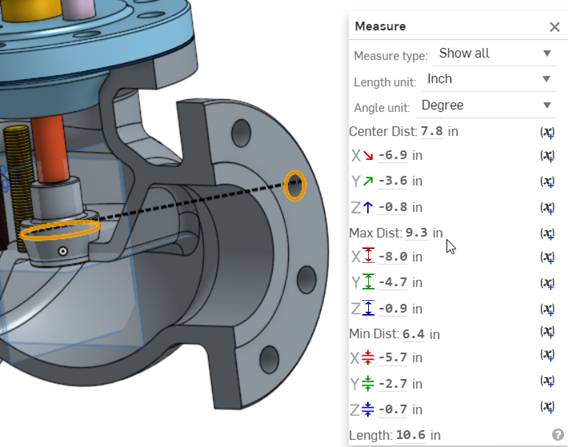 Measure
Measure type: Show all
Length unit: Inch
Angle unit: Degree
Center Dist: 7.8 in
X -6.9 in
Y -3.6 in
Z -0.8 in
Max Dist: 9.3 in
X -8.0 in
Y -4.7 in
Z -0.9 in
Min Dist: 6.4 in
X -5.7 in
Y -2.7 in
Z -0.7 in
Length: 10.6 in